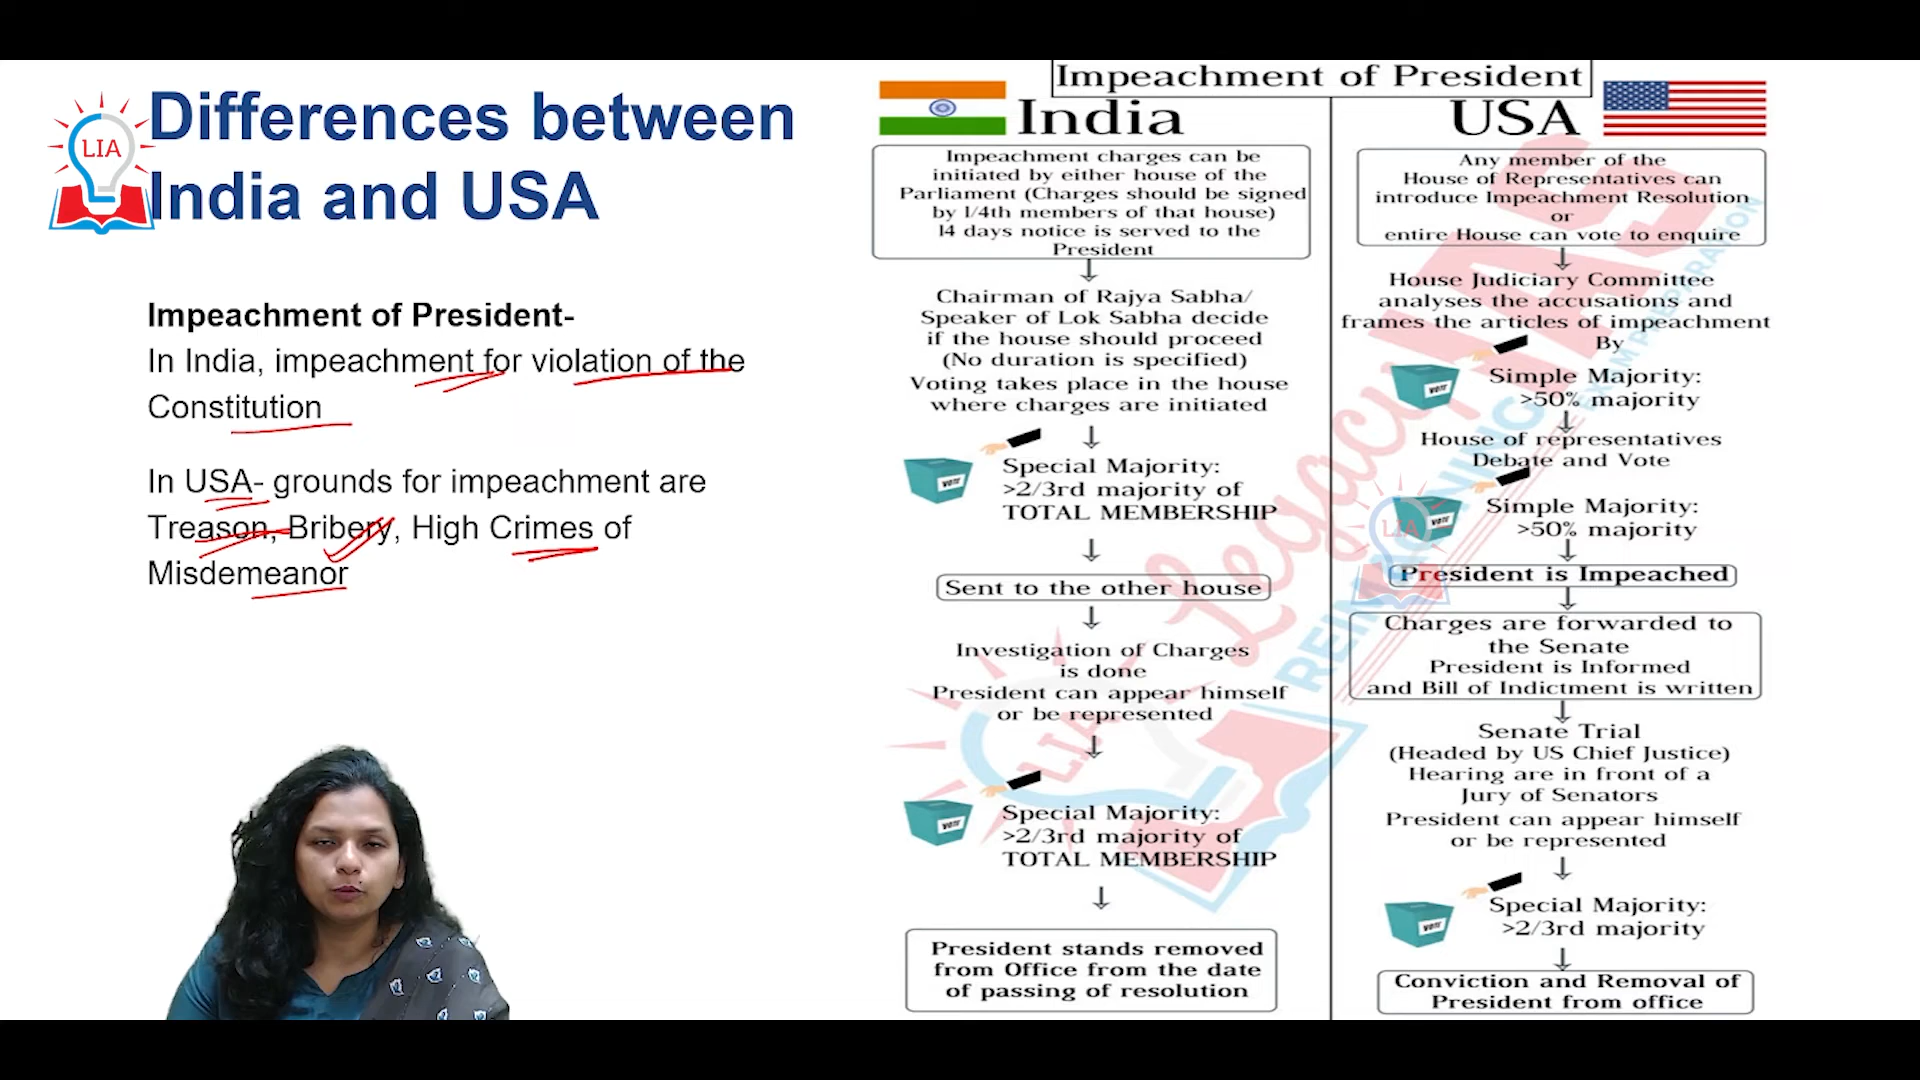 LIA
Differences between
India and USA
Impeachment of President-
In India, impeachment for violation of the
Constitution
In USA- grounds for impeachment are
Treason, Bribery, High Crimes of
Misdemeanor
Impeachment of President
India
Impeachment charges can be
initiated by either house of the
Parliament (Charges should be signed
by 1/4th members of that house)
14 days notice is served to the
President
Chairman of Rajya Sabha/
Speaker of Lok Sabha decide
if the house should proceed
(No duration is specified)
Voting takes place in the house
where charges are initiated
VOTE
Special Majority:
>2/3rd majority of
TOTAL MEMBERSHIP
Sent to the other house
Investigation of Charges
is done
President can appear himself
or be represented
VOTE
Special Majority:
>2/3rd majority of
TOTAL MEMBERSHIP
President stands removed
from Office from the date
of passing of resolution
USA
Any member of the
House of Representatives can
introduce Impeachment Resolution
or
entire House can vote to enquire
House Judiciary Committee
analyses the accusations and
frames the articles of impeachment
By
VOTE
Simple Majority:
>50% majority
House of representatives
Debate and Vote
VOTE
Simple Majority:
>50% majority
President is Impeached
Charges are forwarded to
the Senate
President is Informed
and Bill of Indictment is written
Senate Trial
(Headed by US Chief Justice)
Hearing are in front of a
Jury of Senators
President can appear himself
or be represented
VOTE
Special Majority:
>2/3rd majority
Conviction and Removal of
President from office
LIA
Legacy IAS
LIA